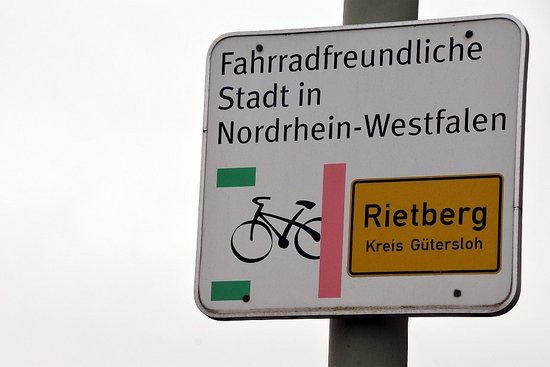 Fahrradfreundliche
Stadt in
Nordrhein-Westfalen
Rietberg
Kreis Gütersloh